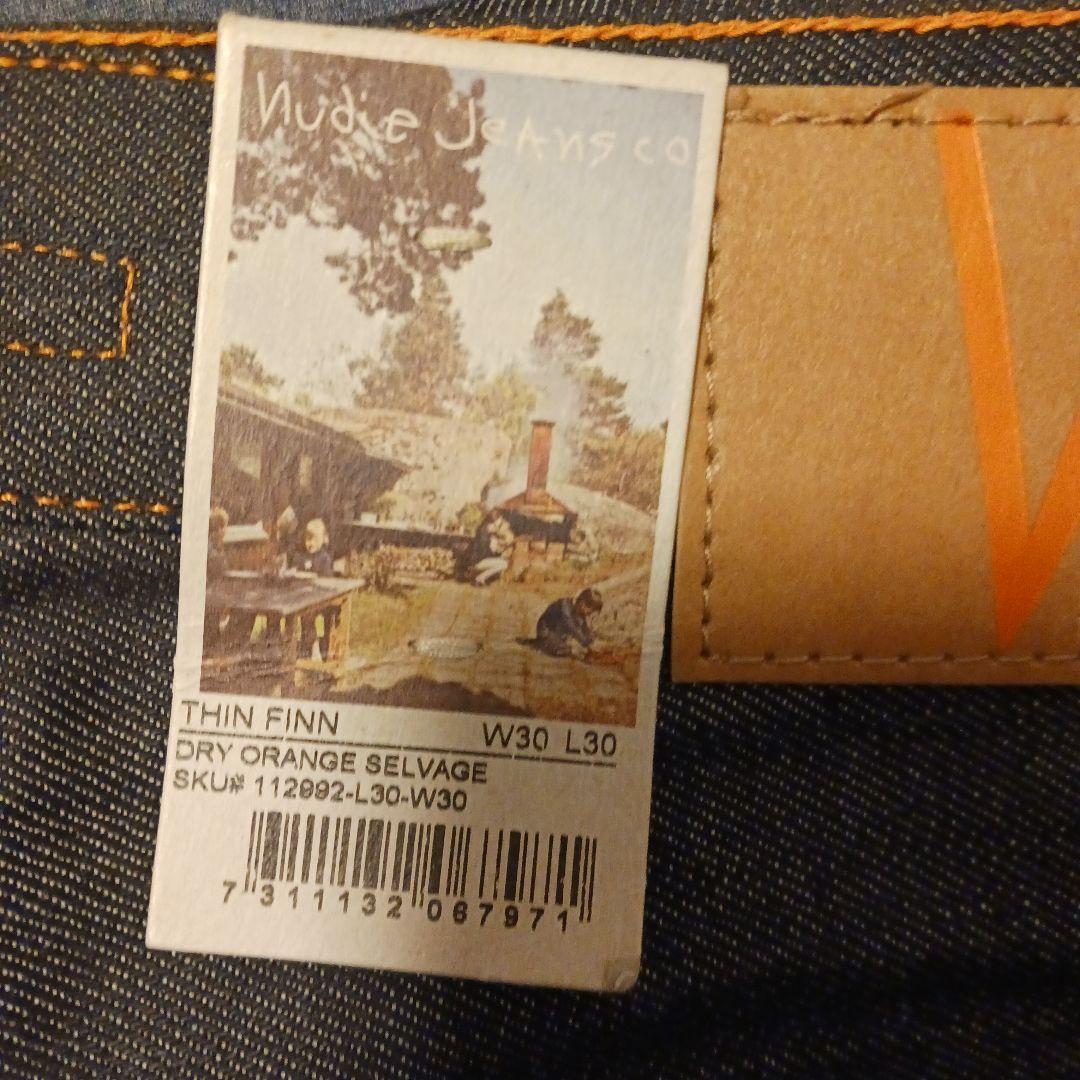 Nudie Jeans co
THIN FINN W30 L30
DRY ORANGE SELVAGE
SKU# 112992-L30-W30
7 311132 067971